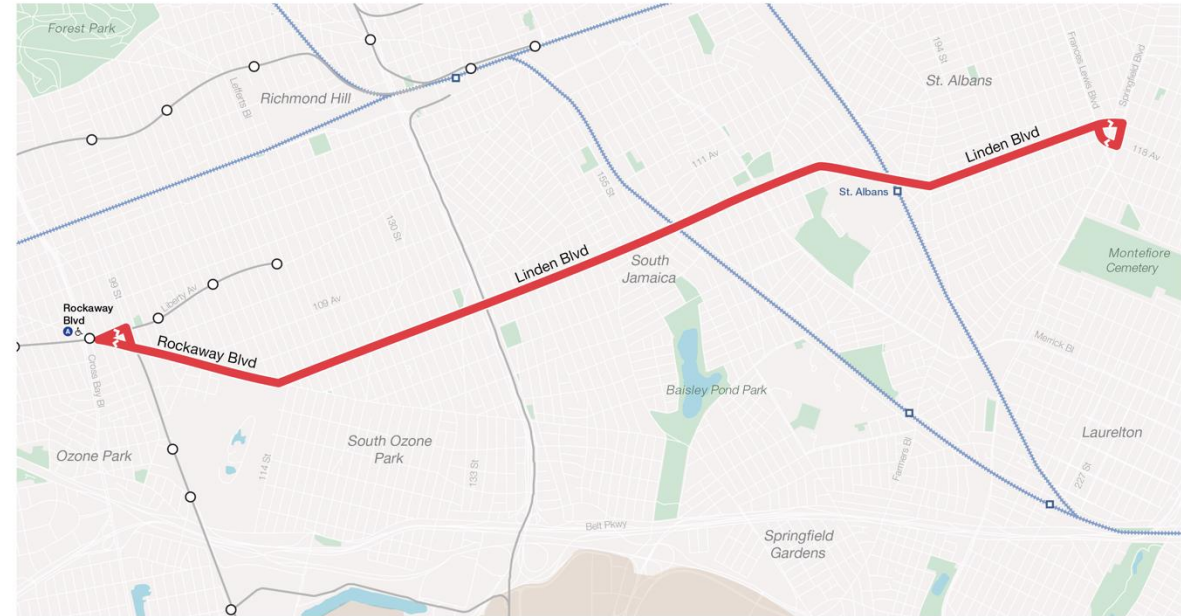 Forest Park
Lefferts Bl
Richmond Hill
194 St
St. Albans
Frances Lewis Blvd
Springfield Blvd
118 Av
Linden Blvd
111 Av
155 St
St. Albans
130 St
Linden Blvd
South
Jamaica
Montefiore
Cemetery
99 St
Liberty Av
109 Av
Rockaway
Blvd
A
Rockaway Blvd
Cross Bay Bl
Merrick Bl
Baisley Pond Park
Ozone Park
114 St
South Ozone
Park
133 St
Farmers Bl
Laurelton
227 St
Belt Pkwy
Springfield
Gardens